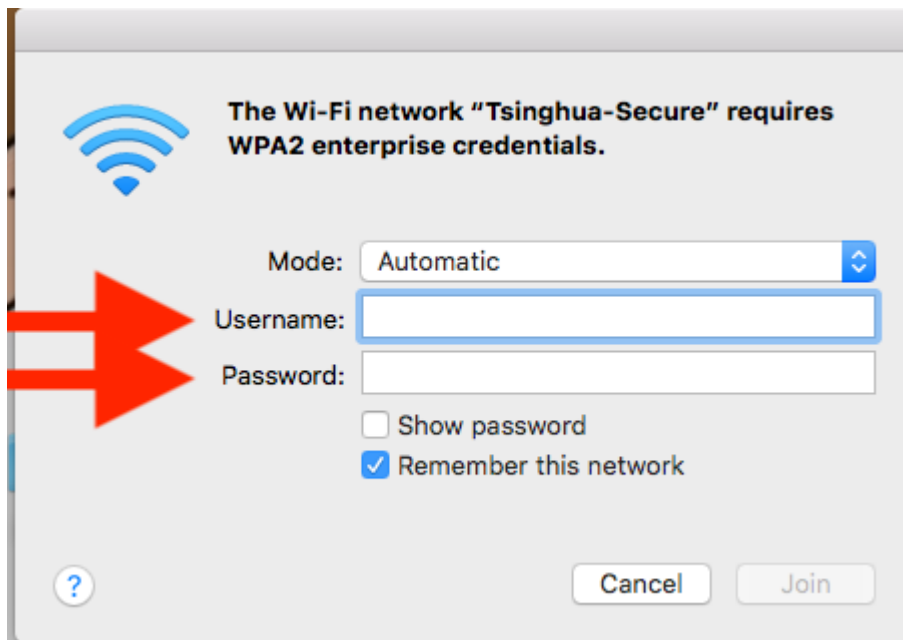 The Wi-Fi network “Tsinghua-Secure” requires
WPA2 enterprise credentials.
Mode: Automatic
Username:
Password:
Show password
Remember this network
? Cancel Join